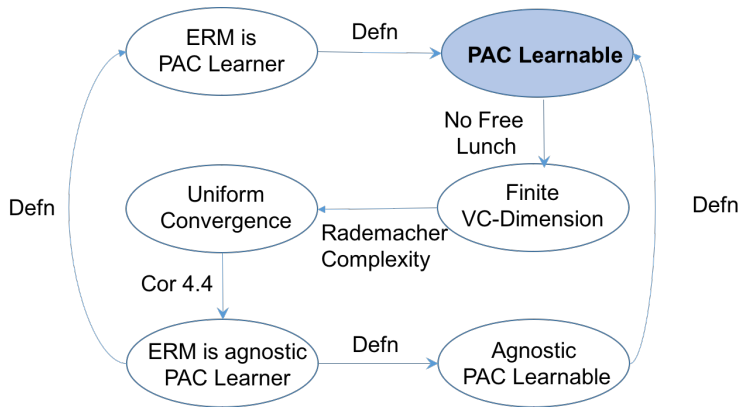 ERM is
PAC Learner
Defn
PAC Learnable
No Free
Lunch
Uniform
Convergence
Finite
VC-Dimension
Defn
Defn
Rademacher
Complexity
Cor 4.4
ERM is agnostic
PAC Learner
Defn
Agnostic
PAC Learnable